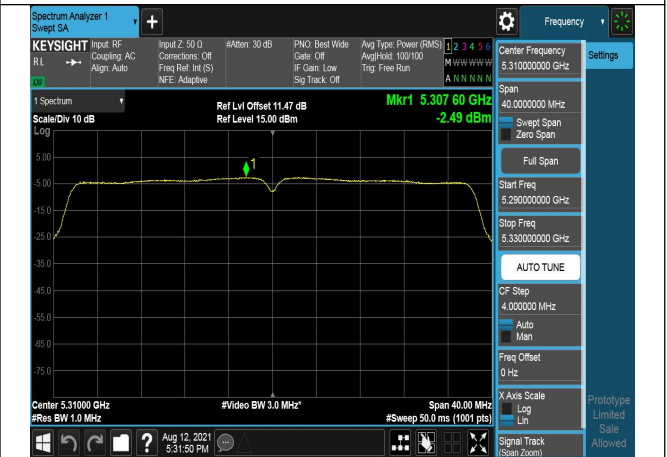 Spectrum Analyzer 1
Swept SA
+
Frequency
KEYSIGHT
RL
Input: RF
Coupling: AC
Align: Auto
Input Z: 50 Ω
Corrections: Off
Freq Ref: Int (S)
NFE: Adaptive
#Atten: 30 dB
PNO: Best Wide
Gate: Off
IF Gain: Low
Sig Track: Off
Avg Type: Power (RMS)
Avg|Hold: 100/100
Trig: Free Run
1 2 3 4 5 6
M W W W W W
A N N N N N
1 Spectrum
Scale/Div 10 dB
Log
Ref Lvl Offset 11.47 dB
Ref Level 15.00 dBm
Mkr1 5.307 60 GHz
-2.49 dBm
1
5.00
-5.00
-15.0
-25.0
-35.0
-45.0
-55.0
-65.0
-75.0
Center 5.31000 GHz
#Res BW 1.0 MHz
#Video BW 3.0 MHz*
Span 40.00 MHz
#Sweep 50.0 ms (1001 pts)
Aug 12, 2021
5:31:50 PM
?
Center Frequency
5.310000000 GHz
Settings
Span
40.0000000 MHz
Swept Span
Zero Span
Full Span
Start Freq
5.290000000 GHz
Stop Freq
5.330000000 GHz
AUTO TUNE
CF Step
4.000000 MHz
Auto
Man
Freq Offset
0 Hz
X Axis Scale
Log
Lin
Signal Track
(Span Zoom)
Prototype
Limited
Sale
Allowed